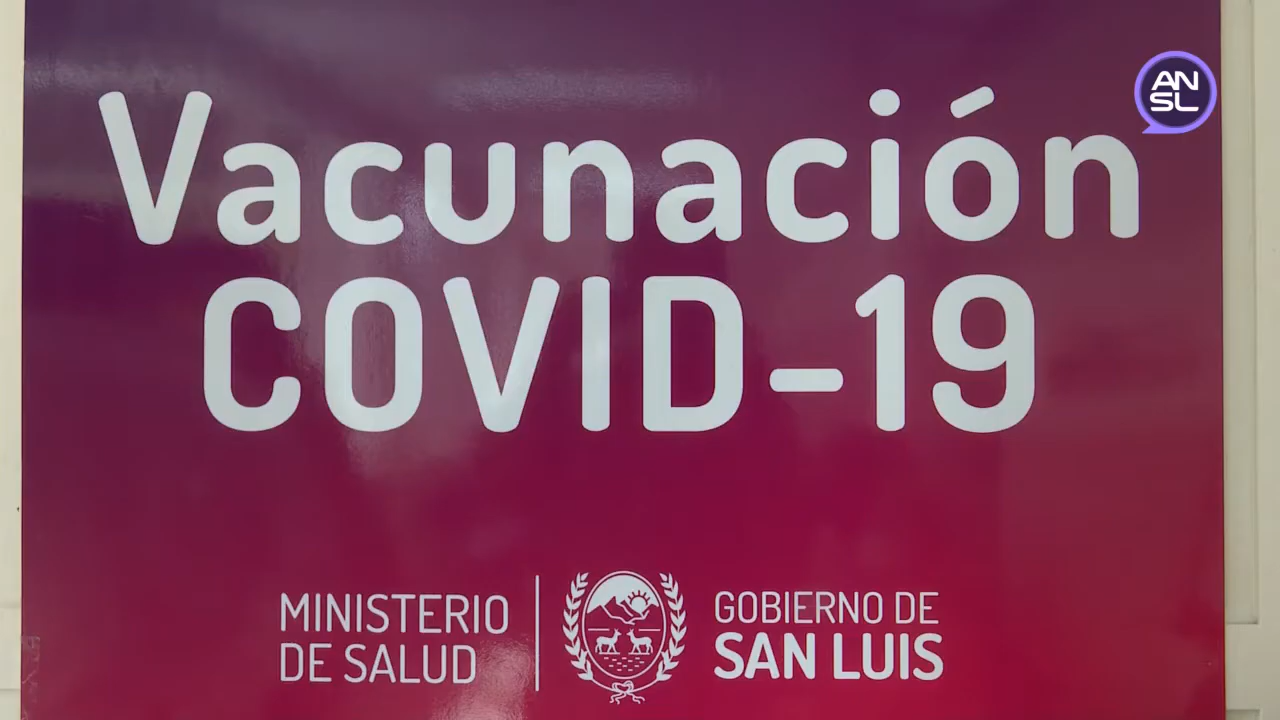 AN
SL
Vacunación
COVID-19
MINISTERIO
DE SALUD
GOBIERNO DE
SAN LUIS